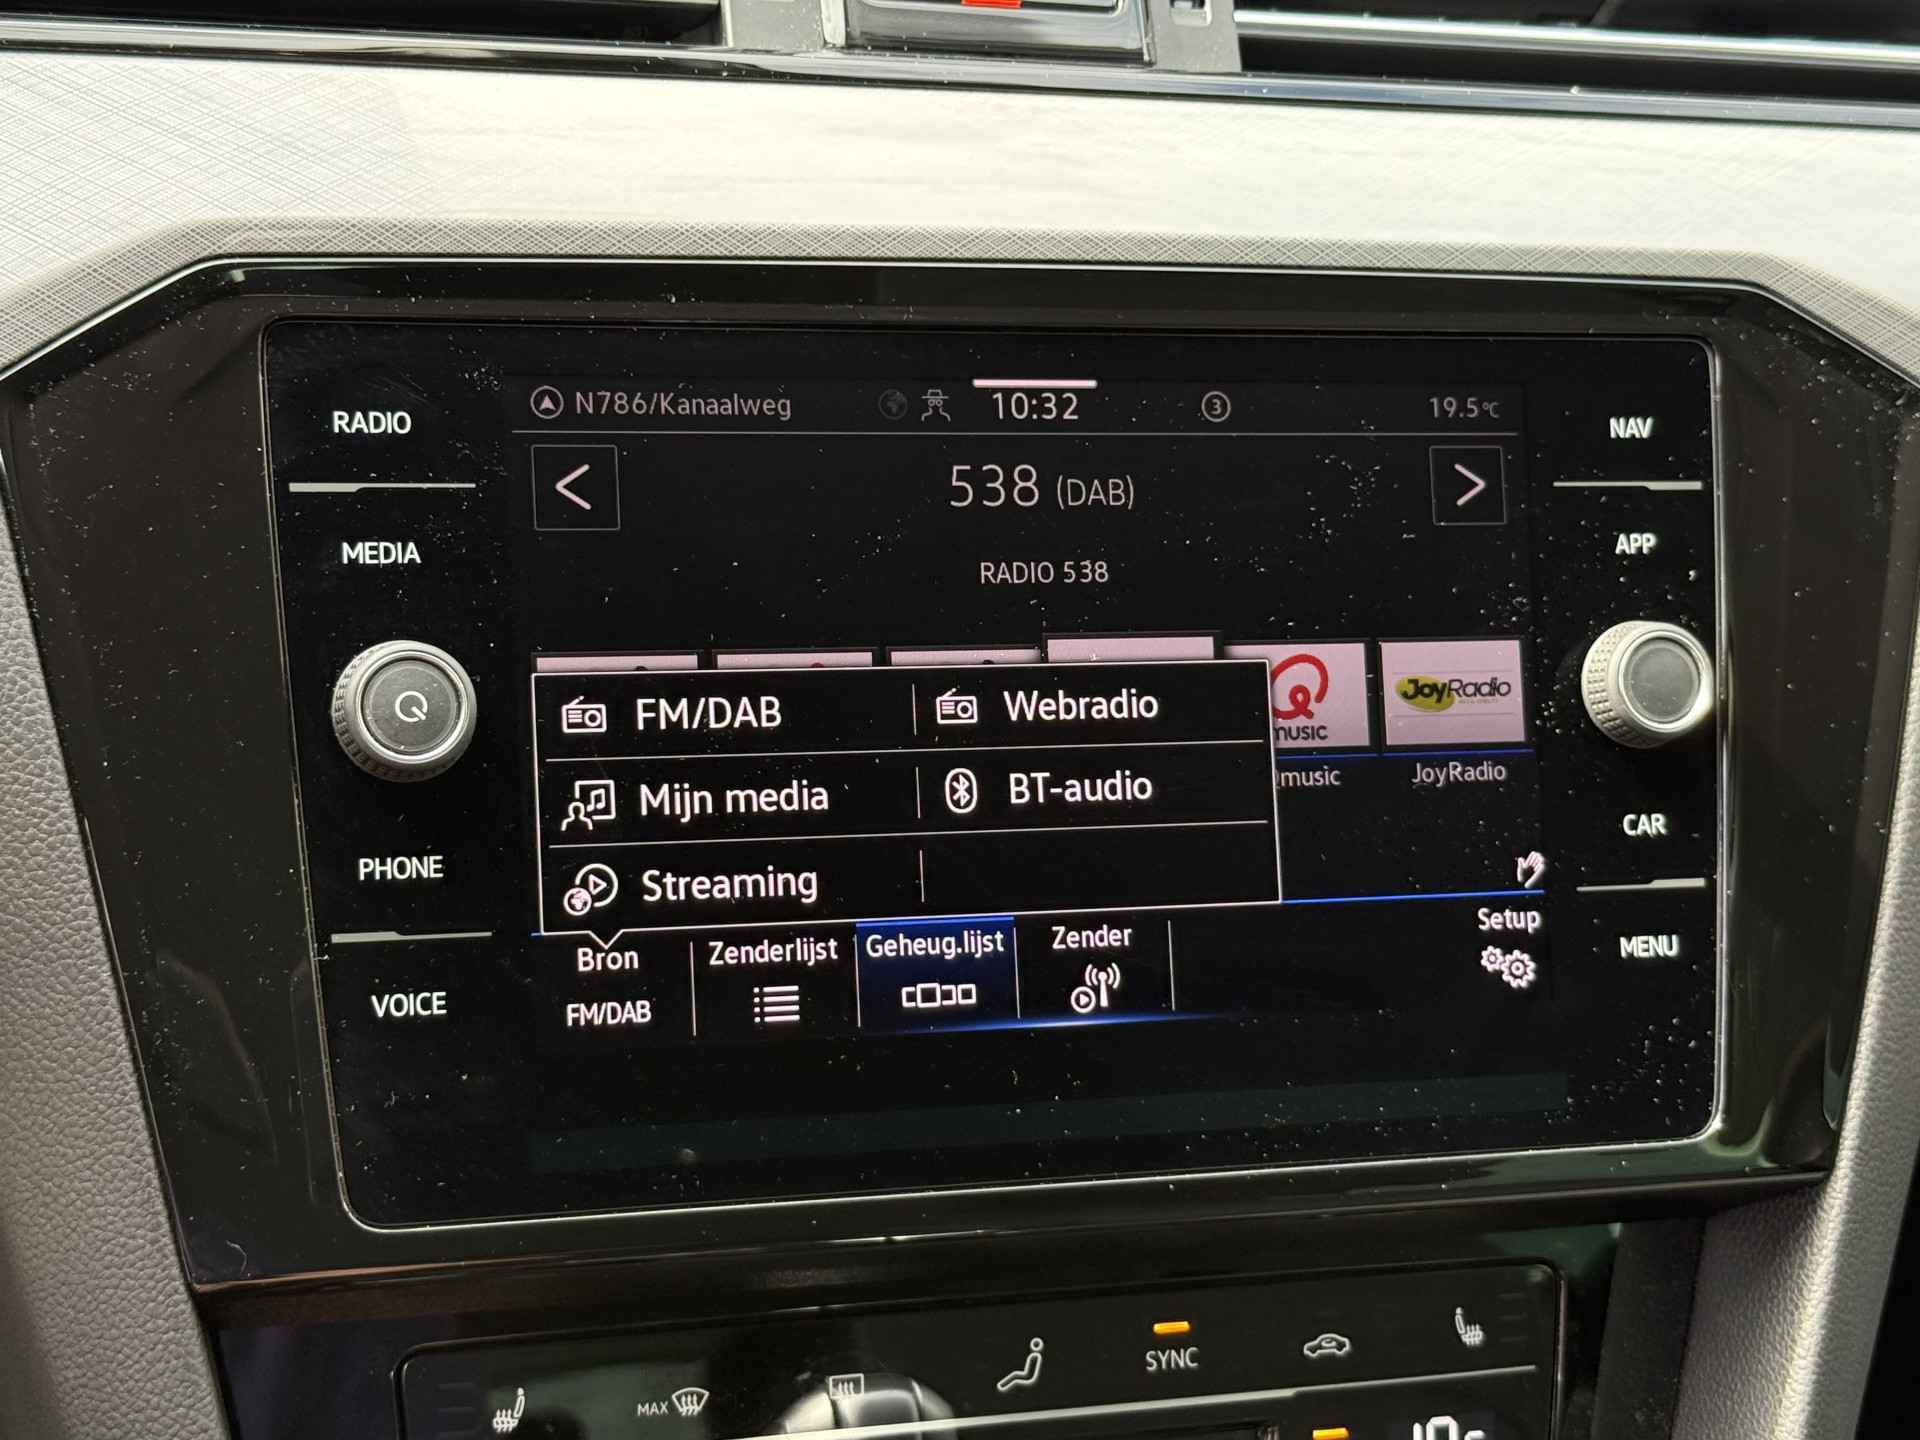 RADIO
MEDIA
PHONE
VOICE
N786/Kanaalweg
10:32
3
19.5°C
538 (DAB)
RADIO 538
FM/DAB
Webradio
Mijn media
BT-audio
Streaming
music
music
JoyRadio
JoyRadio
Bron
FM/DAB
Zenderlijst
Geheug.lijst
Zender
Setup
NAV
APP
CAR
MENU
MAX
SYNC